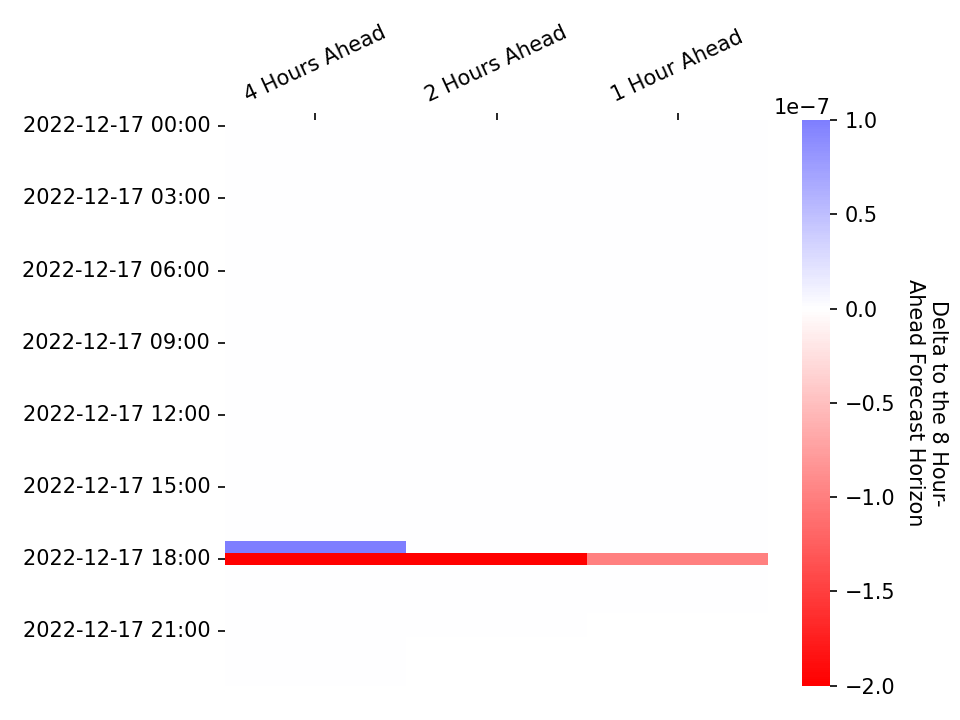 4 Hours Ahead
2 Hours Ahead
1 Hour Ahead
1e−7
2022-12-17 00:00
2022-12-17 03:00
2022-12-17 06:00
2022-12-17 09:00
2022-12-17 12:00
2022-12-17 15:00
2022-12-17 18:00
2022-12-17 21:00
1.0
0.5
0.0
−0.5
−1.0
−1.5
−2.0
Delta to the 8 Hour-
Ahead Forecast Horizon